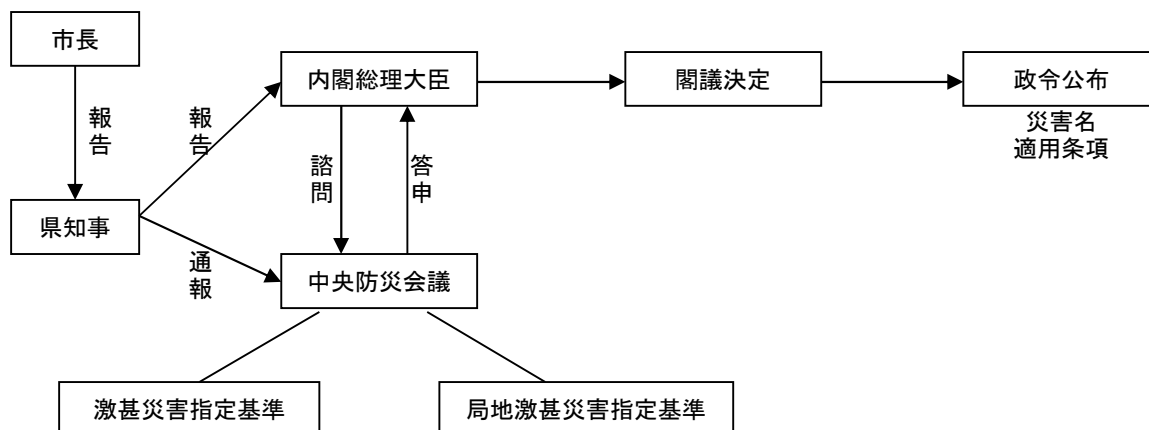 市長
内閣総理大臣
閣議決定
政令公布
災害名
適用条項
報告
報告
諮問
答申
県知事
通報
中央防災会議
激甚災害指定基準
局地激甚災害指定基準